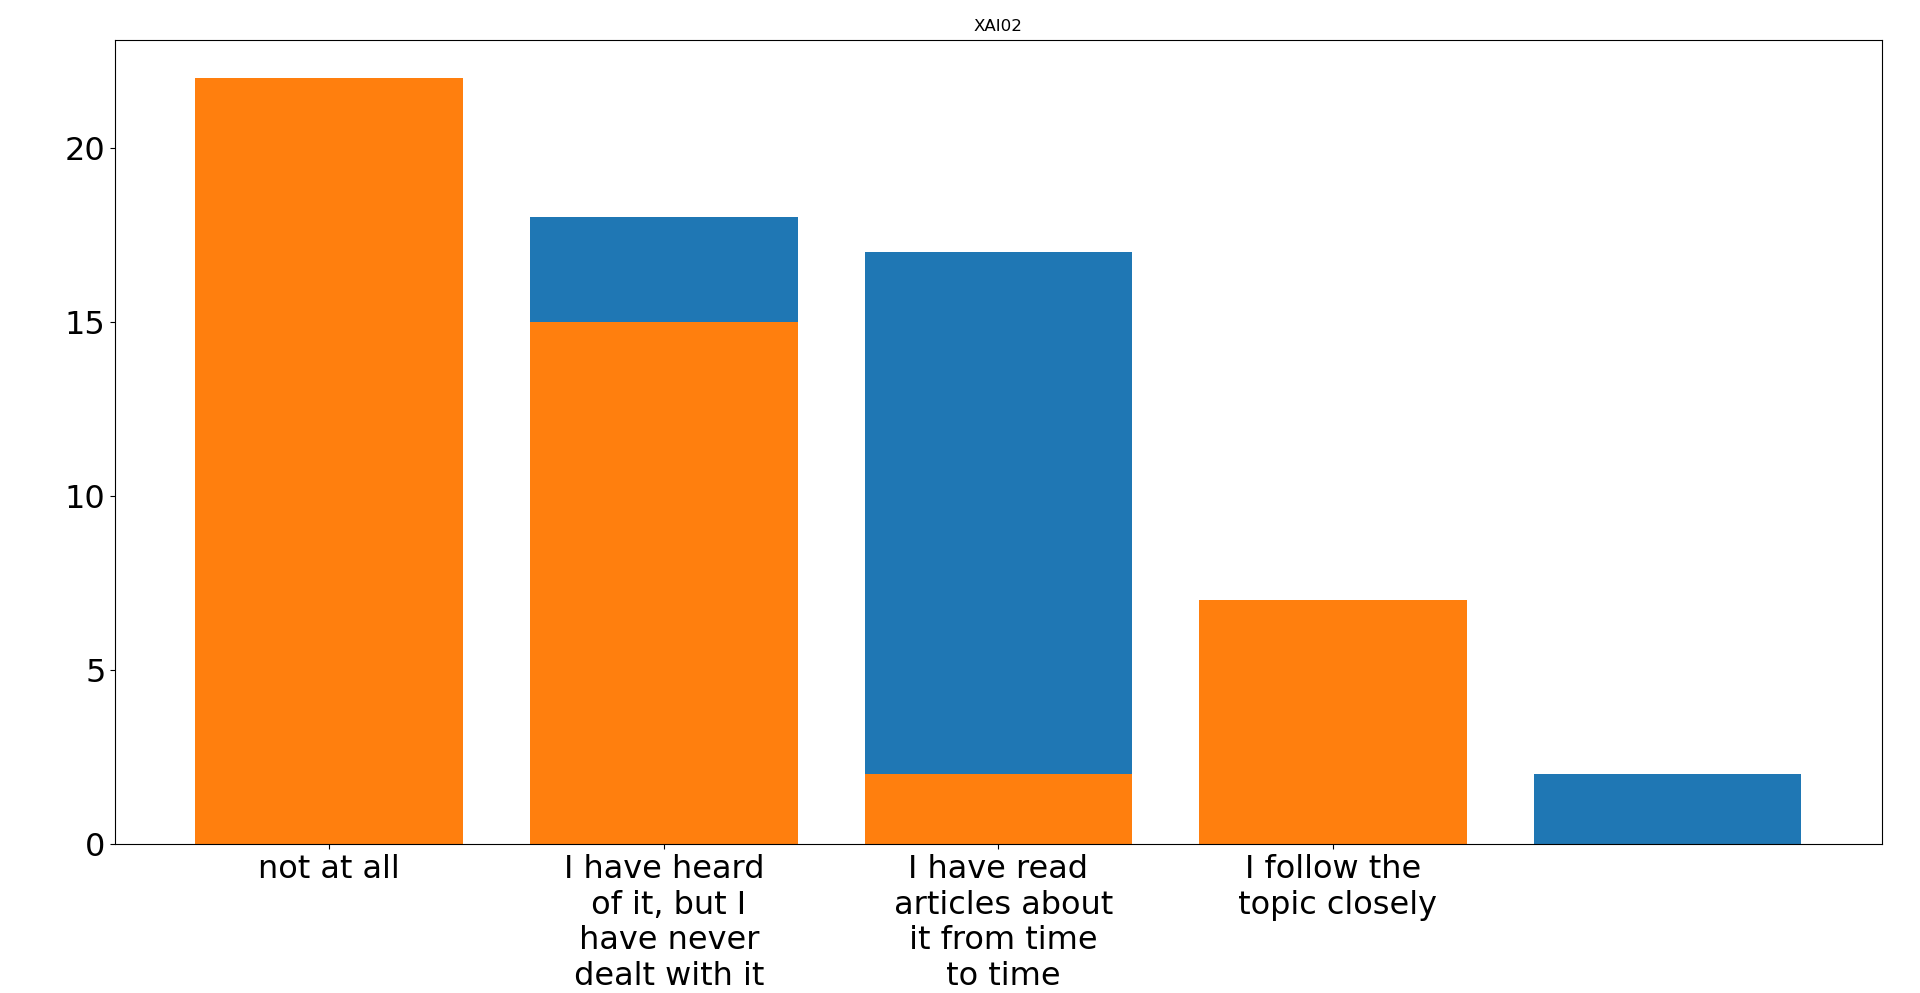 XAI02
20
15
10
5
0
not at all
I have heard
of it, but I
have never
dealt with it
I have read
articles about
it from time
to time
I follow the
topic closely